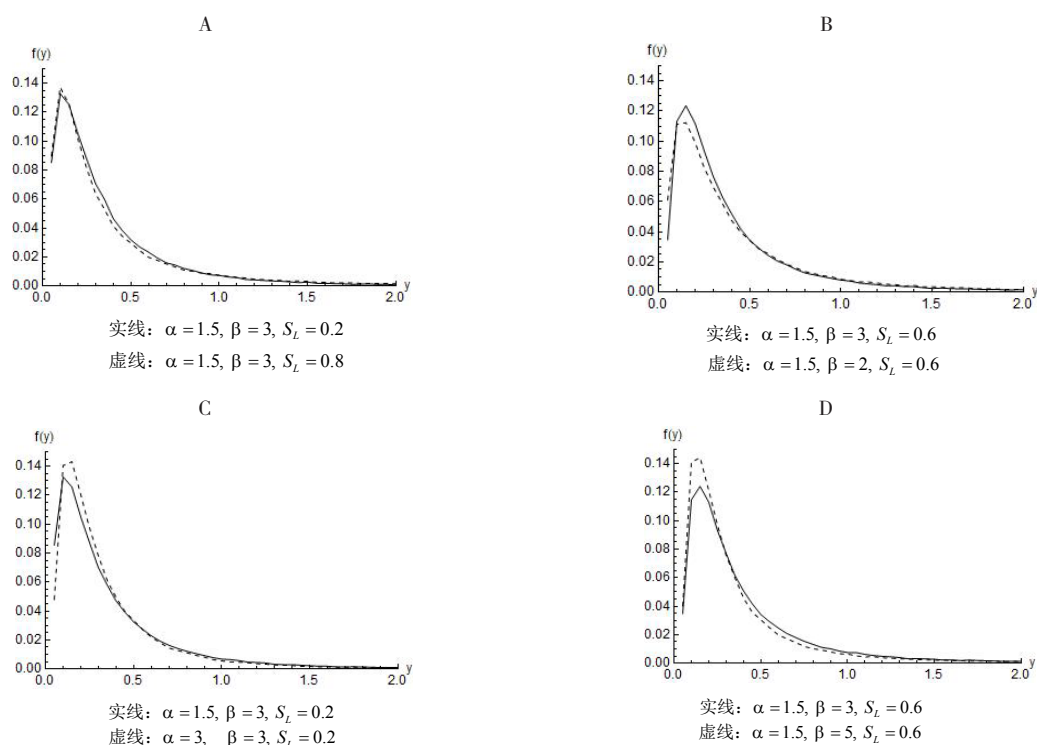 A
f(y)
0.14
0.12
0.10
0.08
0.06
0.04
0.02
0.00
0.0 0.5 1.0 1.5 2.0 y
实线：α = 1.5, β = 3, S_L = 0.2
虚线：α = 1.5, β = 3, S_L = 0.8
B
f(y)
0.14
0.12
0.10
0.08
0.06
0.04
0.02
0.00
0.0 0.5 1.0 1.5 2.0 y
实线：α = 1.5, β = 3, S_L = 0.6
虚线：α = 1.5, β = 2, S_L = 0.6
C
f(y)
0.14
0.12
0.10
0.08
0.06
0.04
0.02
0.00
0.0 0.5 1.0 1.5 2.0 y
实线：α = 1.5, β = 3, S_L = 0.2
虚线：α = 3, β = 3, S_L = 0.2
D
f(y)
0.14
0.12
0.10
0.08
0.06
0.04
0.02
0.00
0.0 0.5 1.0 1.5 2.0 y
实线：α = 1.5, β = 3, S_L = 0.6
虚线：α = 1.5, β = 5, S_L = 0.6